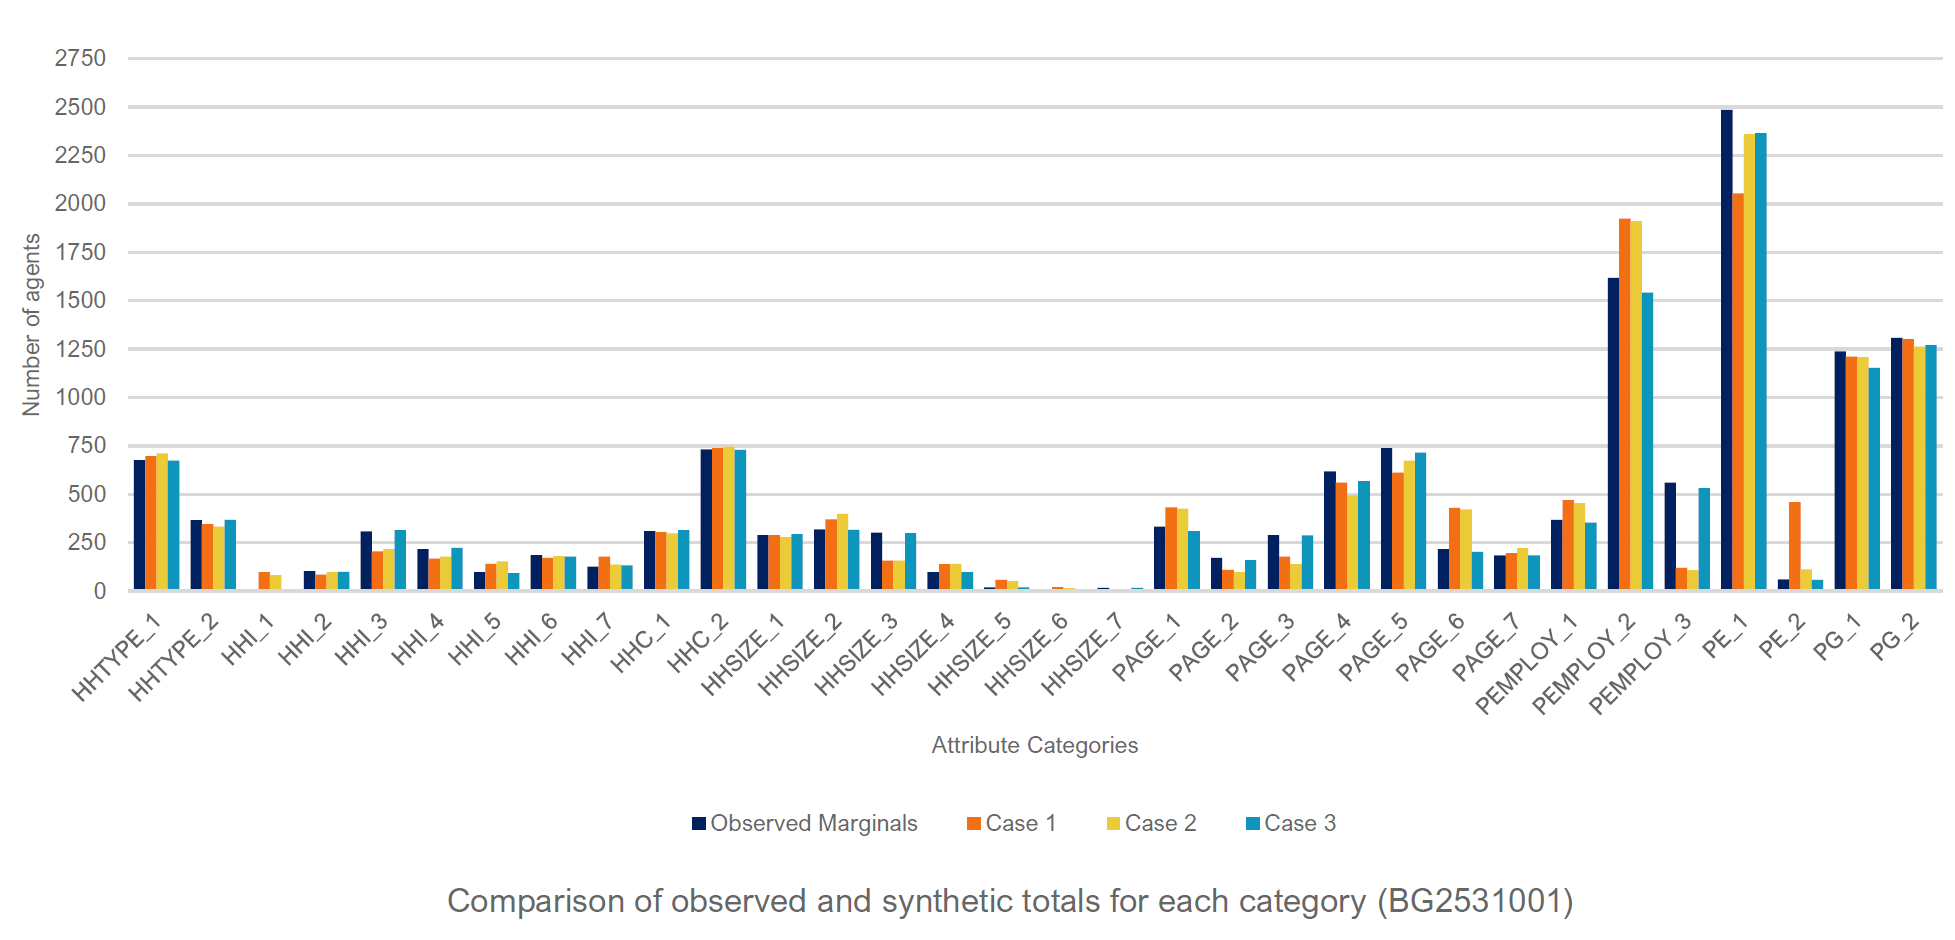 2750
2500
2250
2000
1750
1500
1250
1000
750
500
250
0
Number of agents
HHTYPE_1
HHTYPE_2
HHI_1
HHI_2
HHI_3
HHI_4
HHI_5
HHI_6
HHI_7
HHC_1
HHC_2
HHSIZE_1
HHSIZE_2
HHSIZE_3
HHSIZE_4
HHSIZE_5
HHSIZE_6
HHSIZE_7
PAGE_1
PAGE_2
PAGE_3
PAGE_4
PAGE_5
PAGE_6
PAGE_7
PEMPLOY_1
PEMPLOY_2
PEMPLOY_3
PE_1
PE_2
PG_1
PG_2
Attribute Categories
Observed Marginals Case 1 Case 2 Case 3
Comparison of observed and synthetic totals for each category (BG2531001)